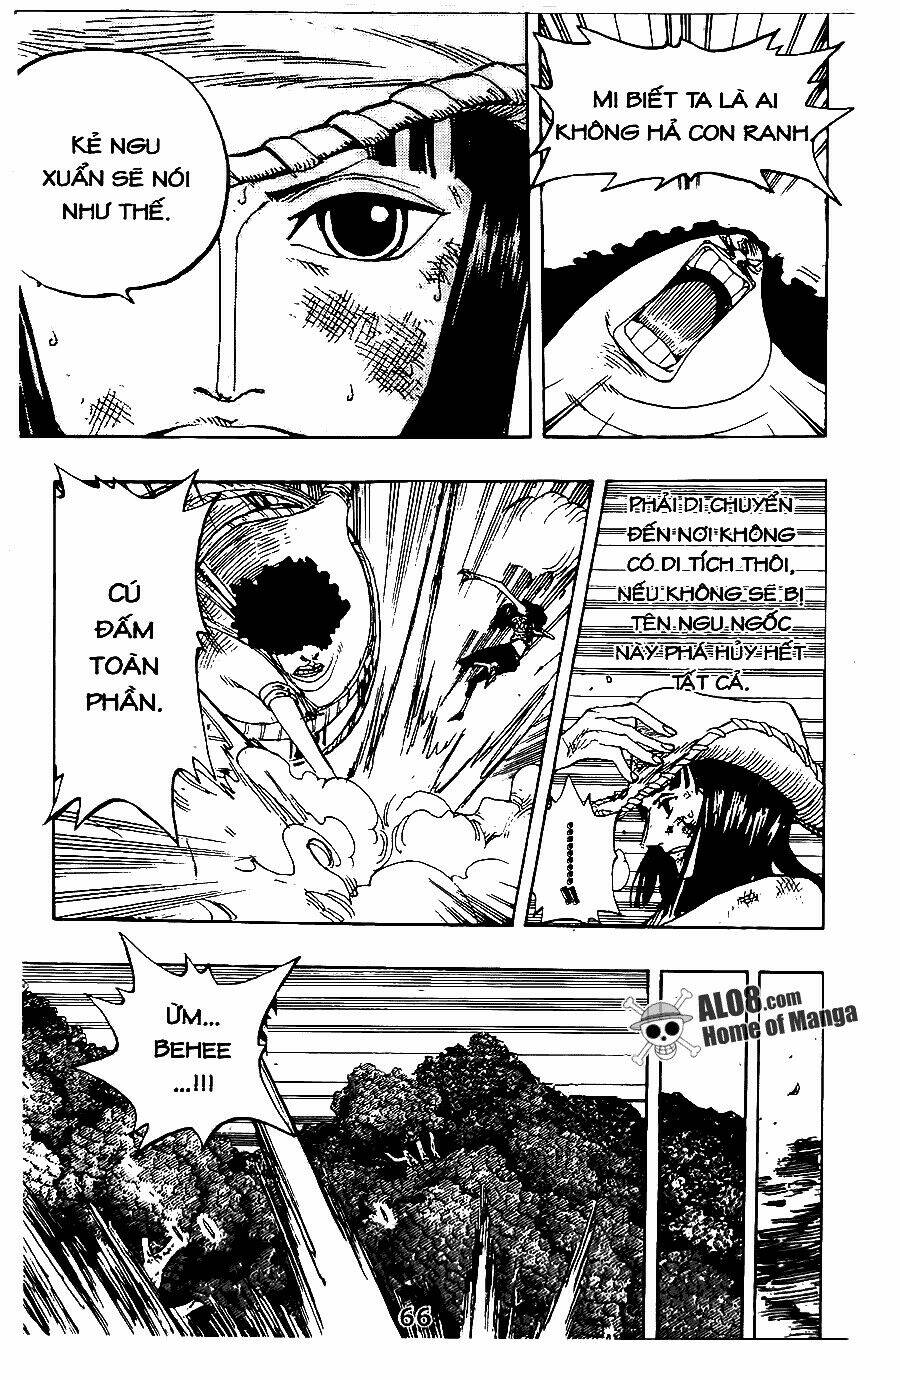 KẺ NGU
XUẨN SẼ NÓI
NHƯ THẾ.
MI BIẾT TA LÀ AI
KHÔNG HẢ CON RANH.
CÚ
ĐẤM
TOÀN
PHẦN.
PHẢI DI CHUYỂN
ĐẾN NƠI KHÔNG
CÓ DI TÍCH THÔI,
NẾU KHÔNG SẼ BỊ
TÊN NGU NGỐC
NÀY PHÁ HỦY HẾT
TẤT CẢ.
ỪM...
BEHEE
...!!!
AL08.com
Home of Manga
66